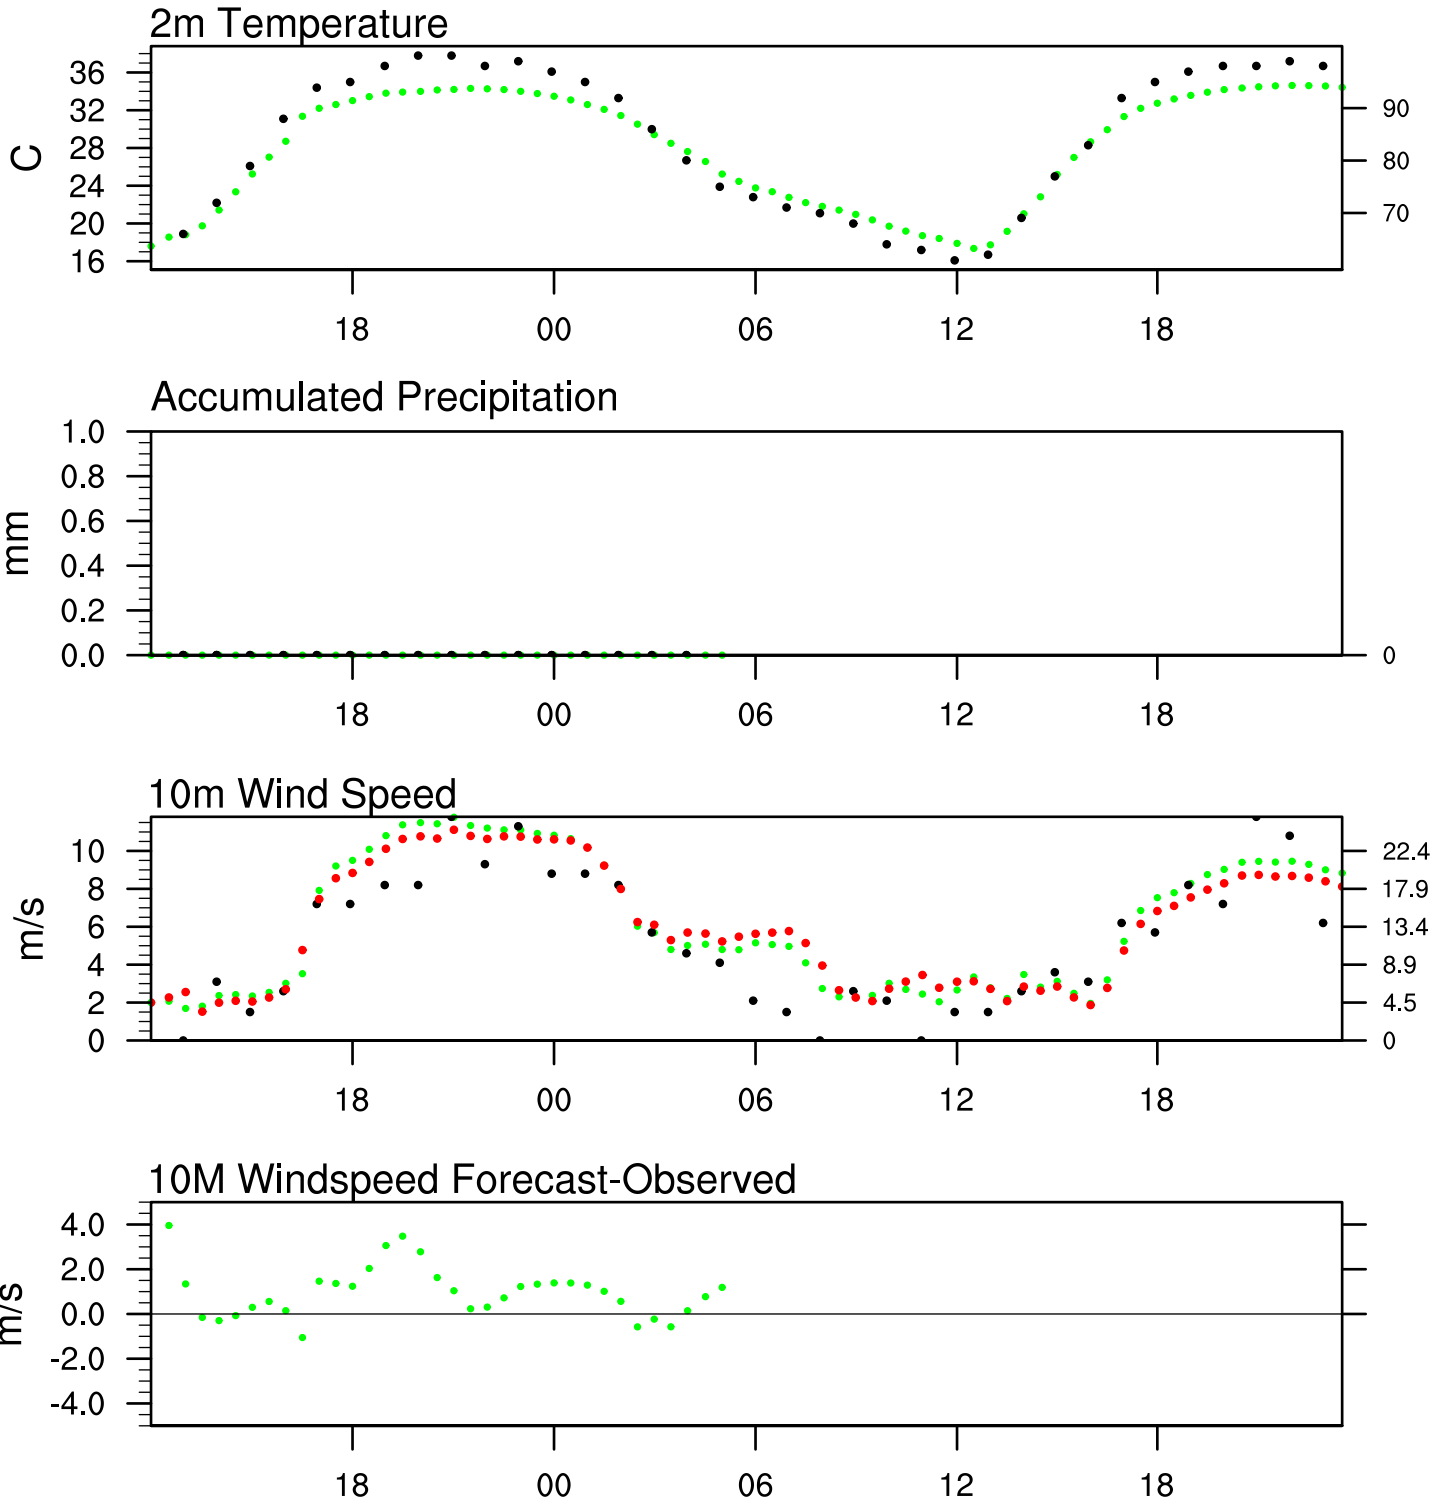 2m Temperature
36
32
28
24
20
16
C
90
80
70
18 00 06 12 18
Accumulated Precipitation
1.0
0.8
0.6
0.4
0.2
0.0
mm
0
18 00 06 12 18
10m Wind Speed
10
8
6
4
2
0
m/s
22.4
17.9
13.4
8.9
4.5
0
18 00 06 12 18
10M Windspeed Forecast-Observed
4.0
2.0
0.0
-2.0
-4.0
m/s
18 00 06 12 18